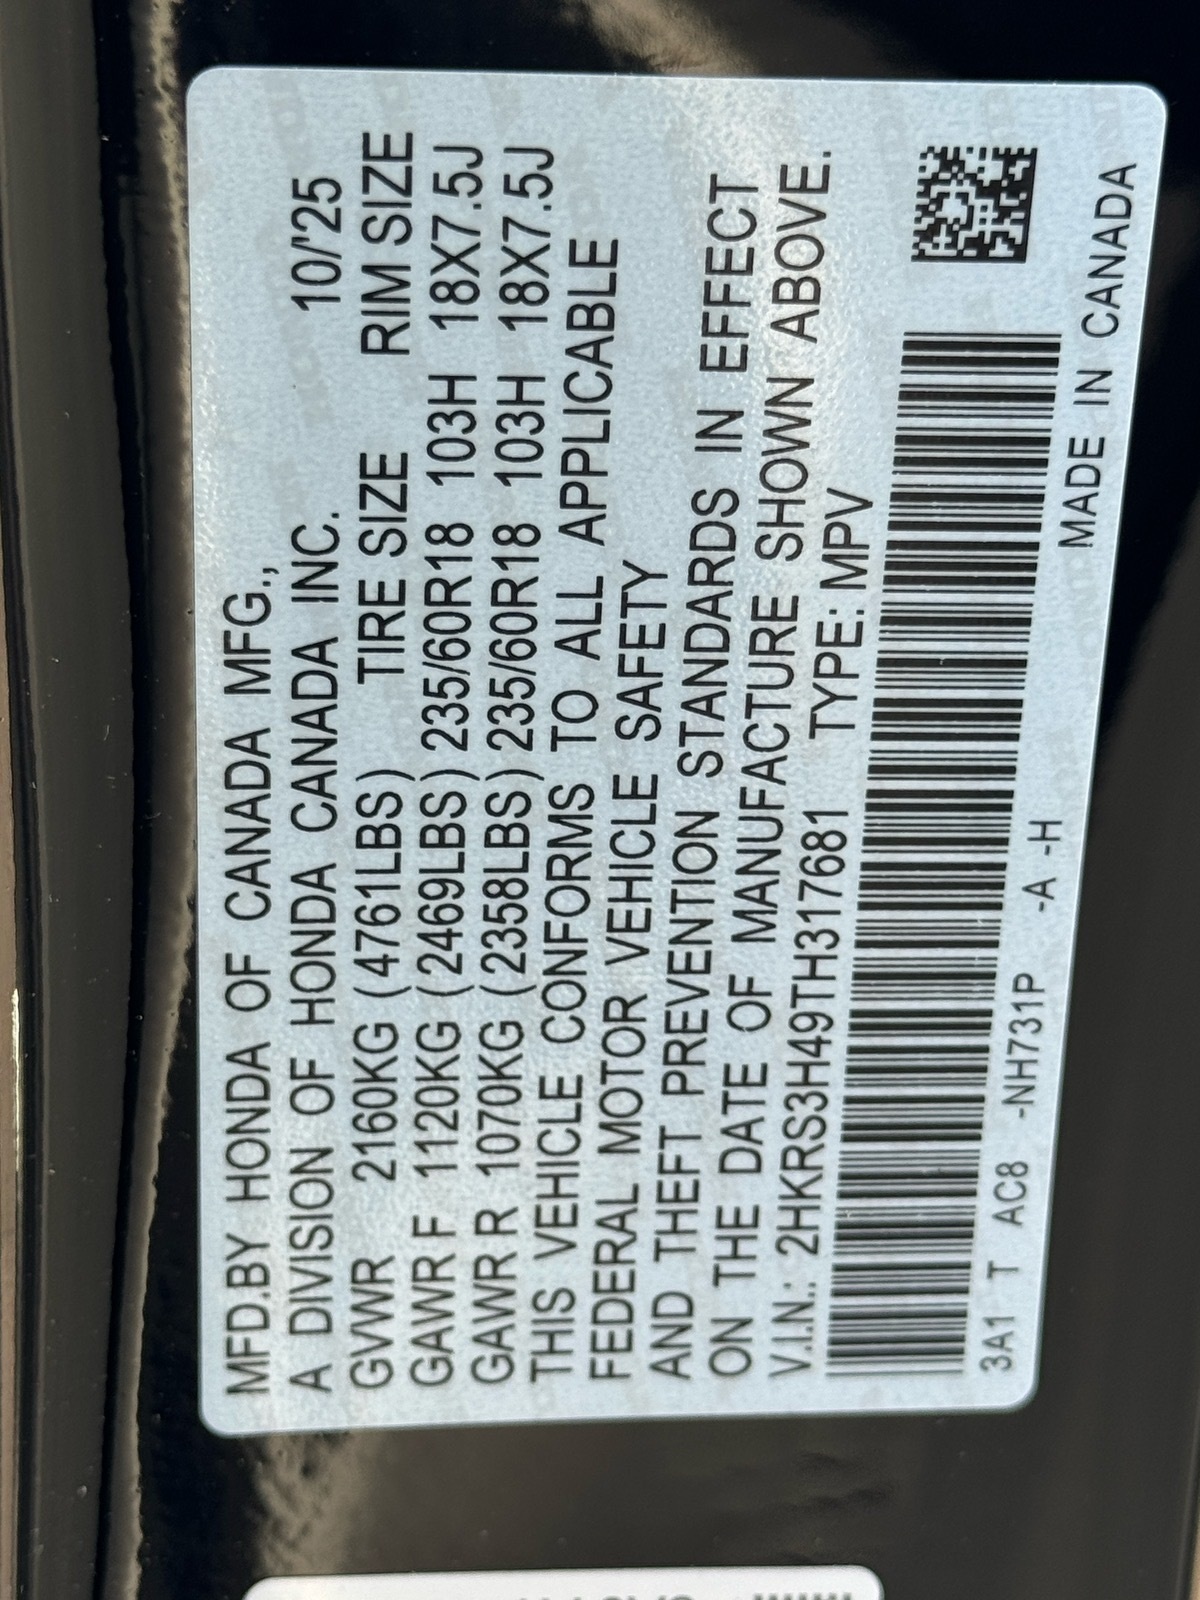 MFD.BY HONDA OF CANADA MFG.,
A DIVISION OF HONDA CANADA INC. 10/'25
GVWR 2160KG (4761LBS) TIRE SIZE RIM SIZE
GAWR F 1120KG (2469LBS) 235/60R18 103H 18X7.5J
GAWR R 1070KG (2358LBS) 235/60R18 103H 18X7.5J
THIS VEHICLE CONFORMS TO ALL APPLICABLE
FEDERAL MOTOR VEHICLE SAFETY
AND THEFT PREVENTION STANDARDS IN EFFECT
ON THE DATE OF MANUFACTURE SHOWN ABOVE.
V.I.N.: 2HKRS3H49TH317681 TYPE: MPV
3A1 T AC8 -NH731P -A -H
MADE IN CANADA